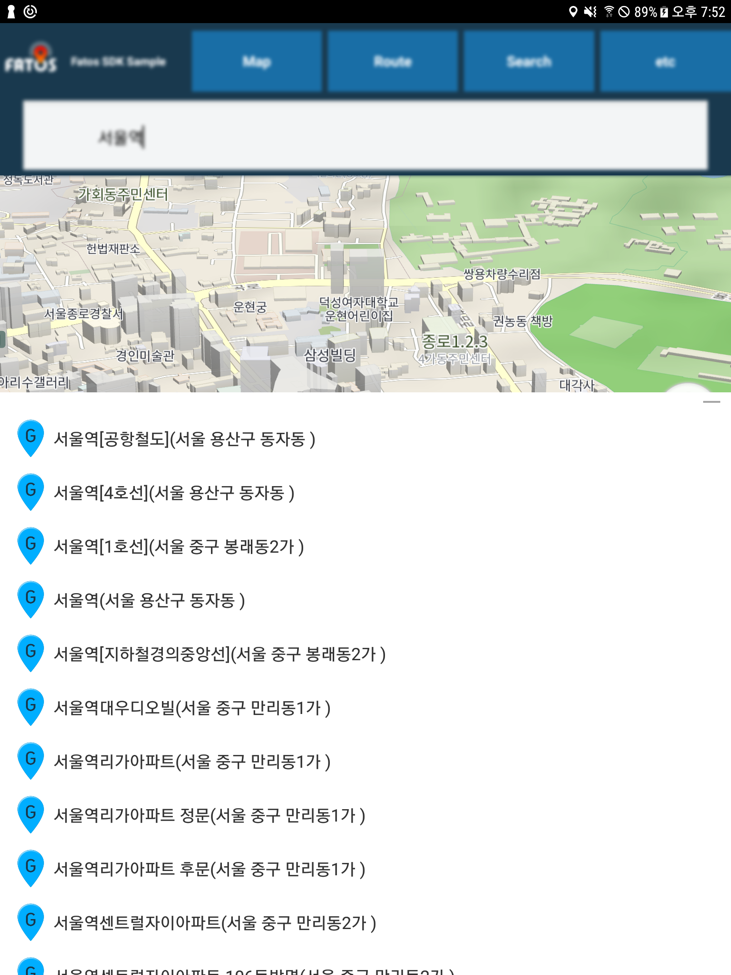 89% 오후 7:52
FATOS Fatos SDK Sample Map Route Search etc
서울역
정독도서관
가회동주민센터
헌법재판소
쌍용차량수리점
운현궁
덕성여자대학교
운현어린이집
서울종로경찰서
권농동 책방
종로1.2.3
4가동주민센터
경인미술관
삼성빌딩
아리수갤러리
대각사
G 서울역[공항철도](서울 용산구 동자동 )
G 서울역[4호선](서울 용산구 동자동 )
G 서울역[1호선](서울 중구 봉래동2가 )
G 서울역(서울 용산구 동자동 )
G 서울역[지하철경의중앙선](서울 중구 봉래동2가 )
G 서울역대우디오빌(서울 중구 만리동1가 )
G 서울역리가아파트(서울 중구 만리동1가 )
G 서울역리가아파트 정문(서울 중구 만리동1가 )
G 서울역리가아파트 후문(서울 중구 만리동1가 )
G 서울역센트럴자이아파트(서울 중구 만리동2가 )
G 서울역센트럴자이아파트